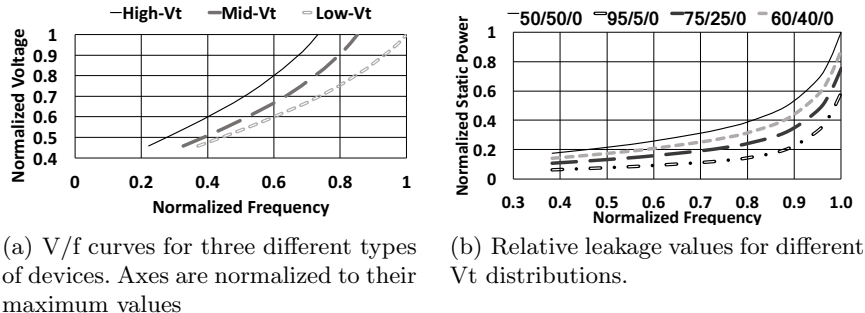 High-Vt Mid-Vt Low-Vt
Normalized Voltage
1
0.9
0.8
0.7
0.6
0.5
0.4
0 0.2 0.4 0.6 0.8 1
Normalized Frequency
(a) V/f curves for three different types
of devices. Axes are normalized to their
maximum values
50/50/0 95/5/0 75/25/0 60/40/0
Normalized Static Power
1
0.8
0.6
0.4
0.2
0
0.3 0.4 0.5 0.6 0.7 0.8 0.9 1.0
Normalized Frequency
(b) Relative leakage values for different
Vt distributions.